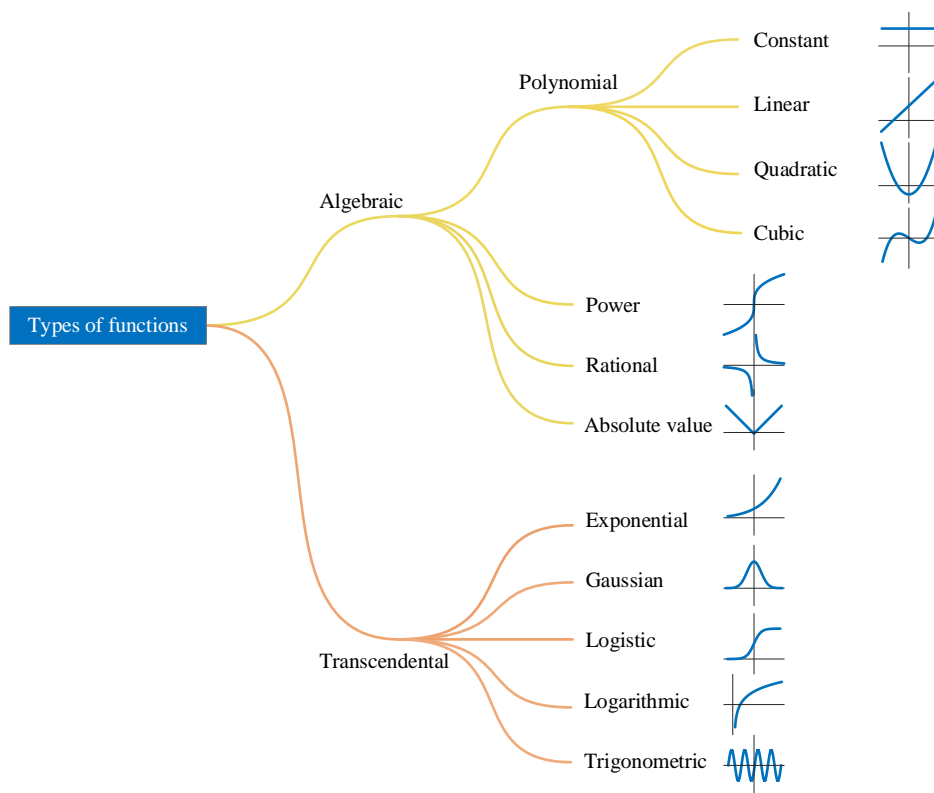 Constant
Polynomial
Linear
Quadratic
Algebraic
Cubic
Power
Types of functions
Rational
Absolute value
Exponential
Gaussian
Logistic
Transcendental
Logarithmic
Trigonometric